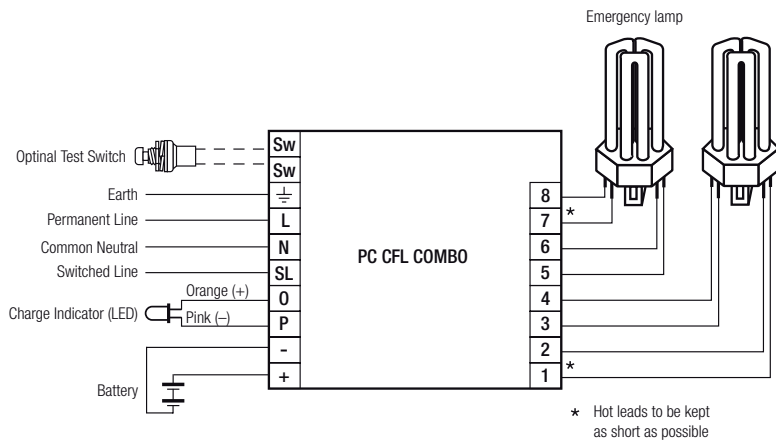 Emergency lamp
Optinal Test Switch
Sw
Sw
Earth
Permanent Line
L
Common Neutral
N
Switched Line
SL
Charge Indicator (LED)
Orange (+)
O
Pink (–)
P
Battery
-
+
PC CFL COMBO
8
7
*
6
5
4
3
2
1
*
* Hot leads to be kept
as short as possible